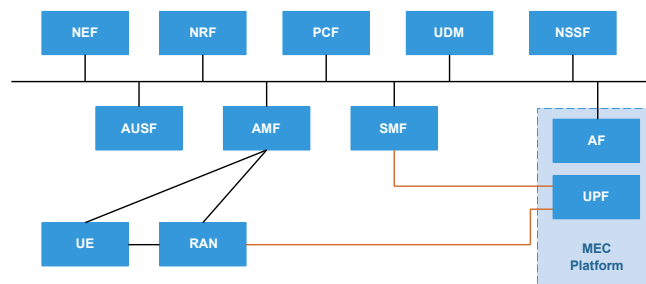 NEF
NRF
PCF
UDM
NSSF
AUSF
AMF
SMF
AF
UPF
UE
RAN
MEC
Platform